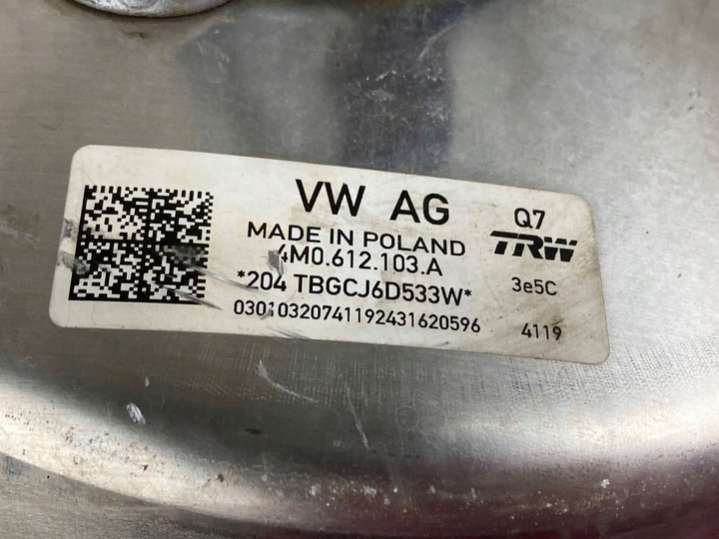 VW AG
MADE IN POLAND
4M0.612.103.A
*204 TBGCJ6D533W*
03010320741192431620596
Q7
TRW
3e5C
4119